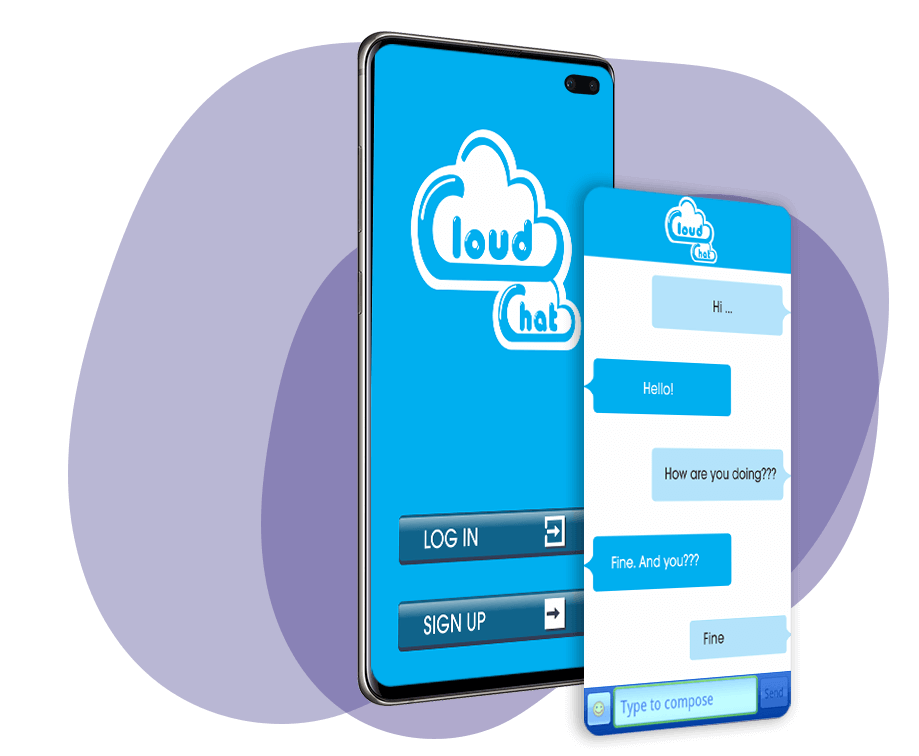 loud
hat
LOG IN
SIGN UP
loud
hat
Hi ...
Hello!
How are you doing???
Fine. And you???
Fine
Type to compose
Send